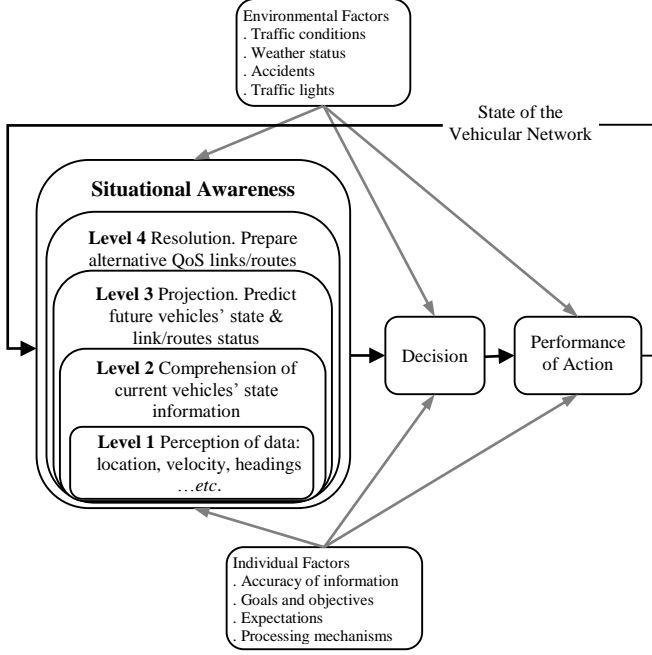 Environmental Factors
. Traffic conditions
. Weather status
. Accidents
. Traffic lights
State of the
Vehicular Network
Situational Awareness
Level 4 Resolution. Prepare
alternative QoS links/routes
Level 3 Projection. Predict
future vehicles’ state &
link/routes status
Level 2 Comprehension of
current vehicles’ state
information
Level 1 Perception of data:
location, velocity, headings
…etc.
Decision
Performance
of Action
Individual Factors
. Accuracy of information
. Goals and objectives
. Expectations
. Processing mechanisms